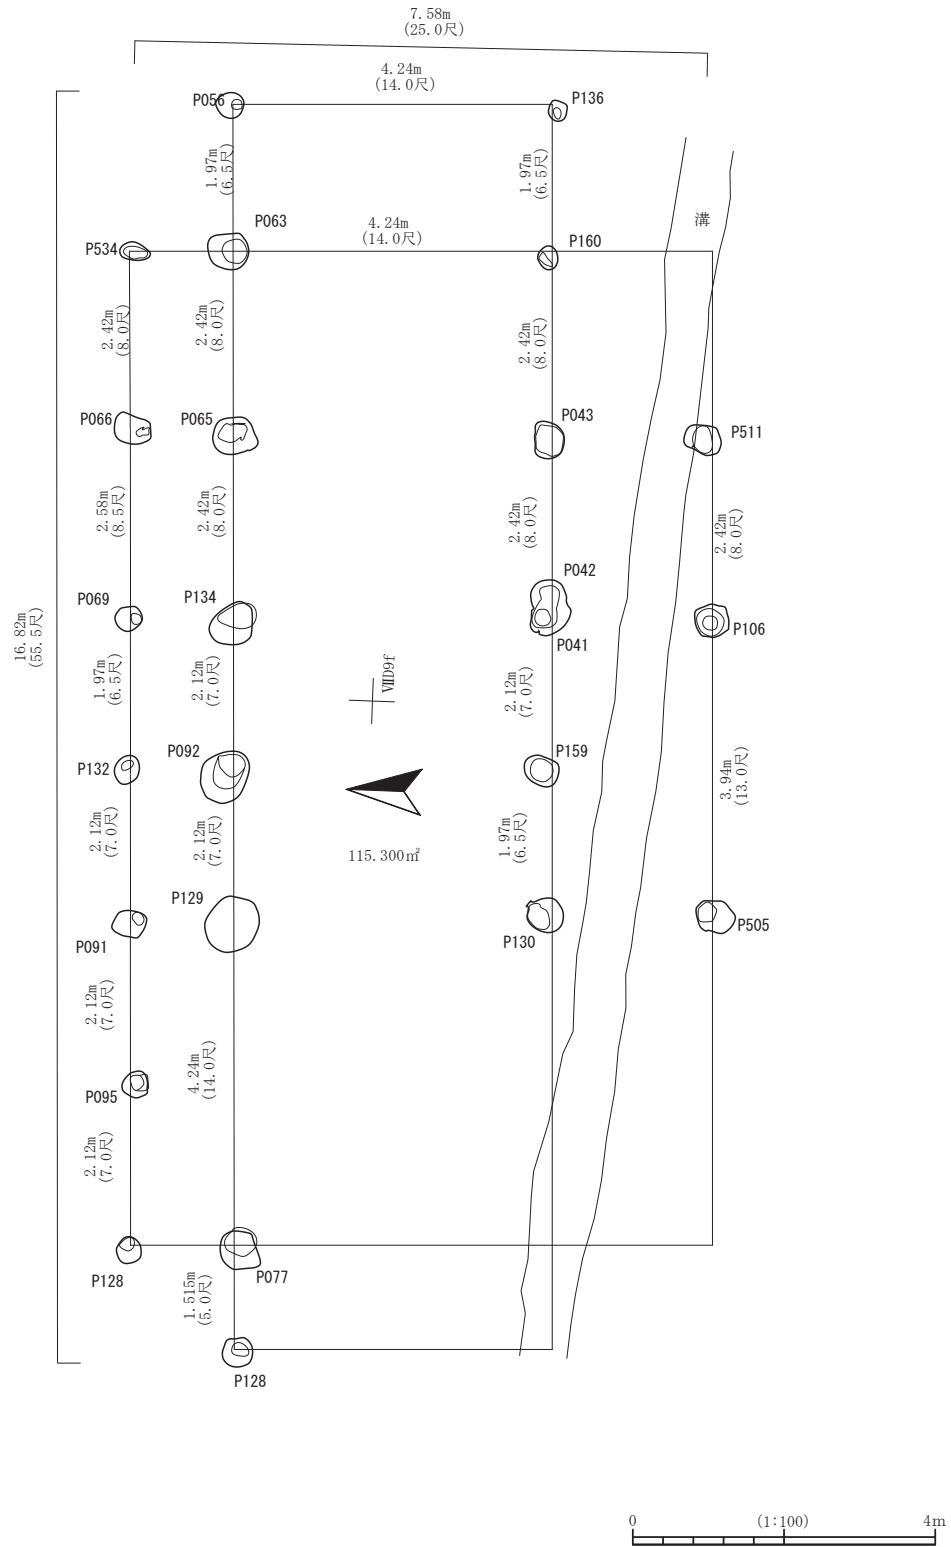 7.58m
(25.0尺)
4.24m
(14.0尺)
P056
P136
1.97m
(6.5尺)
1.97m
(6.5尺)
溝
P063
4.24m
(14.0尺)
P534
P160
2.42m
(8.0尺)
2.42m
(8.0尺)
2.42m
(8.0尺)
P066
P065
P043
P511
2.58m
(8.5尺)
2.42m
(8.0尺)
2.42m
(8.0尺)
2.42m
(8.0尺)
P042
P069
P134
P106
P041
16.82m
(55.5尺)
1.97m
(6.5尺)
2.12m
(7.0尺)
ⅦD9f
2.12m
(7.0尺)
P092
P159
P132
3.94m
(13.0尺)
2.12m
(7.0尺)
2.12m
(7.0尺)
115.300㎡
1.97m
(6.5尺)
P129
P091
P130
P505
2.12m
(7.0尺)
4.24m
(14.0尺)
P095
2.12m
(7.0尺)
P128
P077
1.515m
(5.0尺)
P128
0
(1:100)
4m